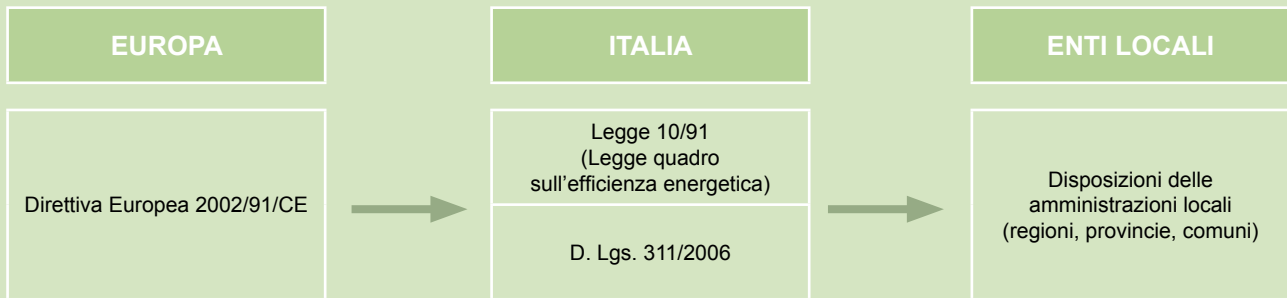 EUROPA
ITALIA
ENTI LOCALI
Direttiva Europea 2002/91/CE
Legge 10/91
(Legge quadro
sull'efficienza energetica)
D. Lgs. 311/2006
Disposizioni delle
amministrazioni locali
(regioni, provincie, comuni)